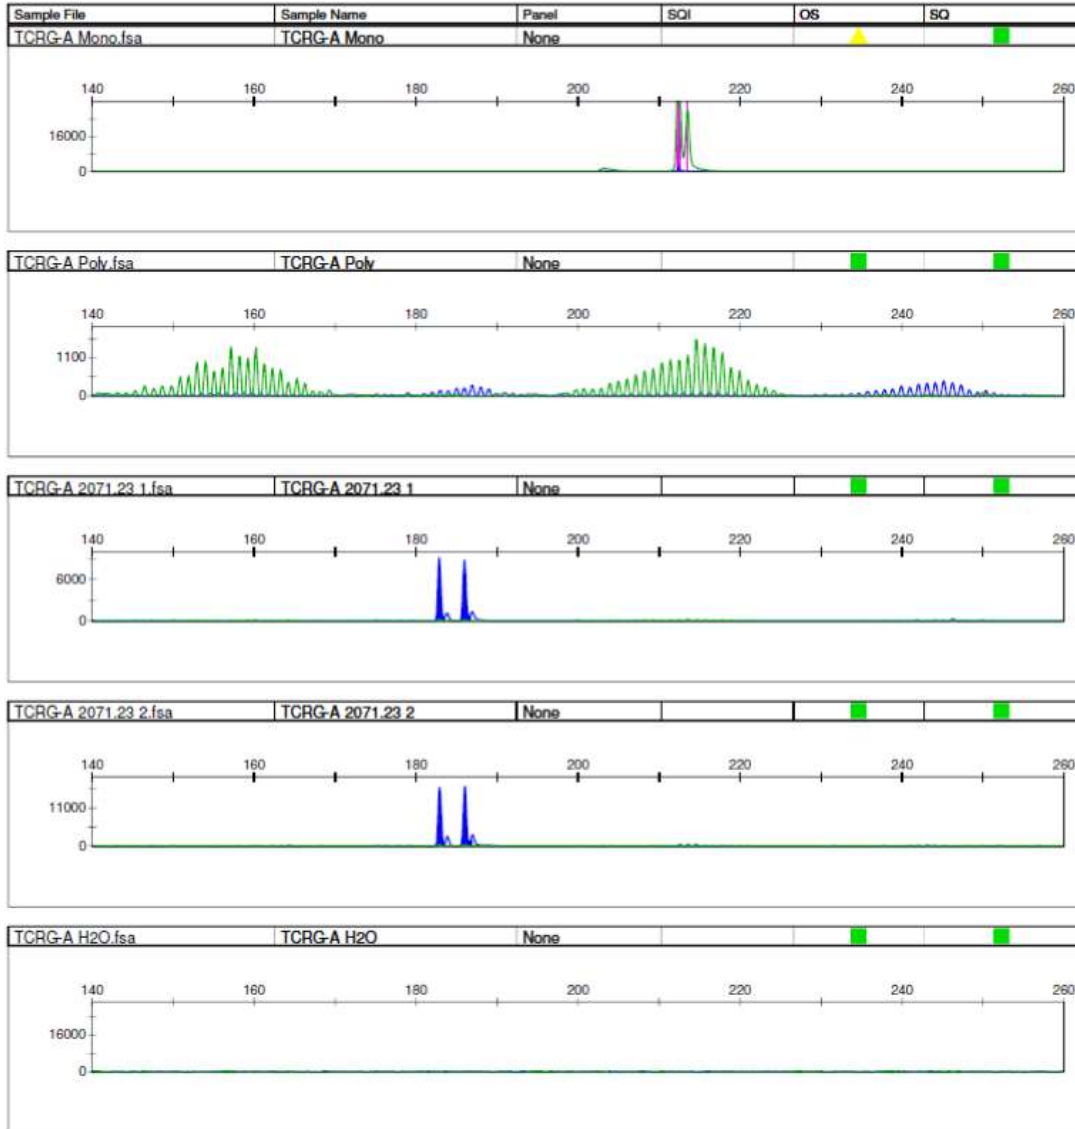 Sample File Sample Name Panel SQI OS SQ
TCRG-A Mono.fsa TCRG-A Mono None
140 160 180 200 220 240 260
16000
0
TCRG-A Poly.fsa TCRG-A Poly None
140 160 180 200 220 240 260
1100
0
TCRG-A 2071.23 1.fsa TCRG-A 2071.23 1 None
140 160 180 200 220 240 260
6000
0
TCRG-A 2071.23 2.fsa TCRG-A 2071.23 2 None
140 160 180 200 220 240 260
11000
0
TCRG-A H2O.fsa TCRG-A H2O None
140 160 180 200 220 240 260
16000
0